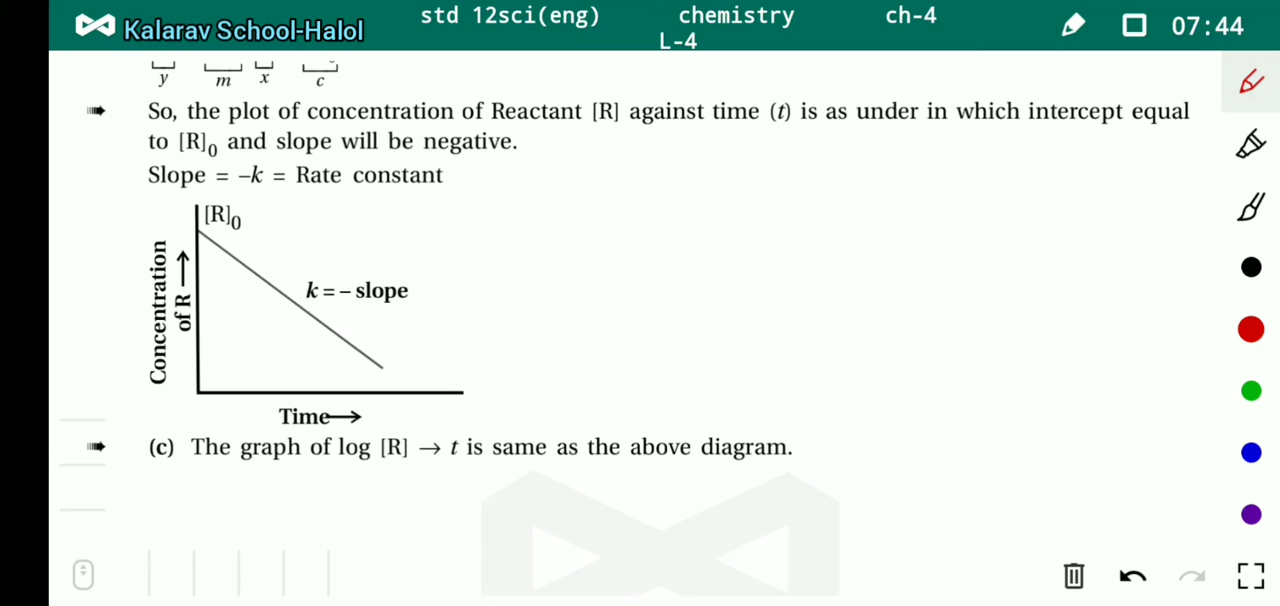 std 12sci(eng) chemistry ch-4
Kalarav School-Halol L-4 07:44
y m x c
So, the plot of concentration of Reactant [R] against time (t) is as under in which intercept equal
to [R]₀ and slope will be negative.
Slope = –k = Rate constant
[R]₀
Concentration
of R →
k = – slope
Time→
(c) The graph of log [R] → t is same as the above diagram.